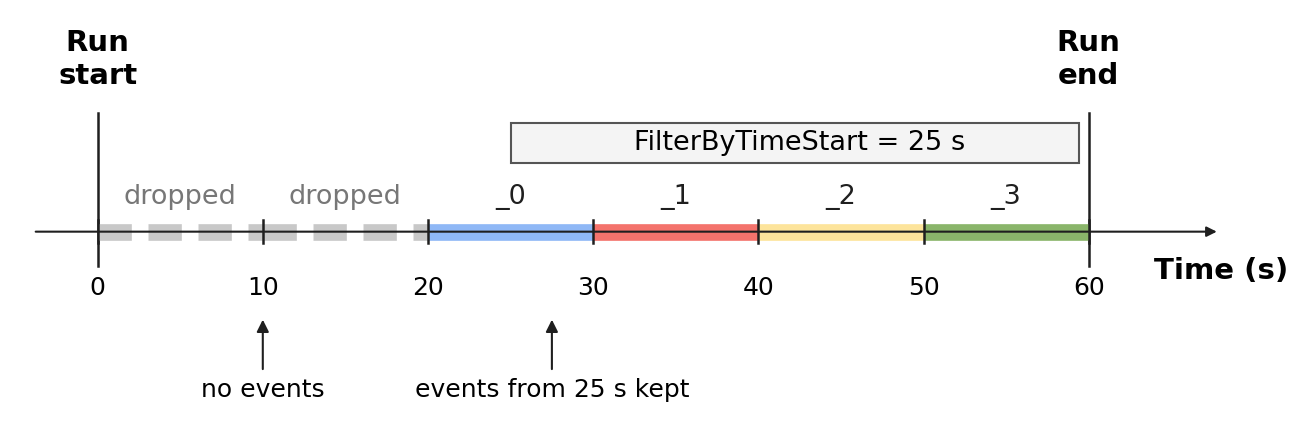 Run
start
Run
end
FilterByTimeStart = 25 s
dropped
dropped
_0
_1
_2
_3
Time (s)
0
10
20
30
40
50
60
no events
events from 25 s kept